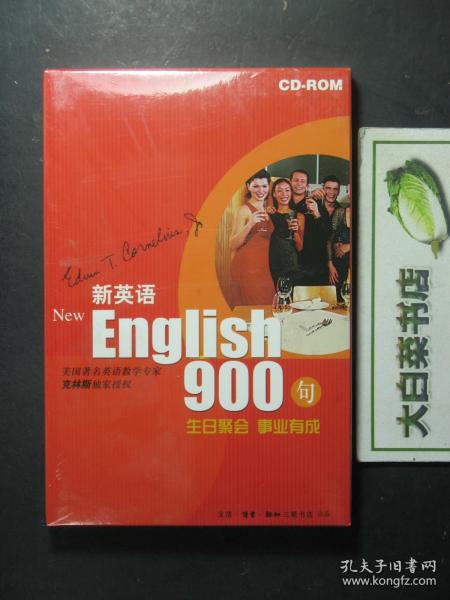 CD-ROM
Edwin T. Cornelius, Jr
新英语
New
English
900
句
美国著名英语教学专家
克林斯独家授权
生日聚会 事业有成
生活·读书·新知三联书店 出品
大白菜书店
孔夫子旧书网
www.kongfz.com